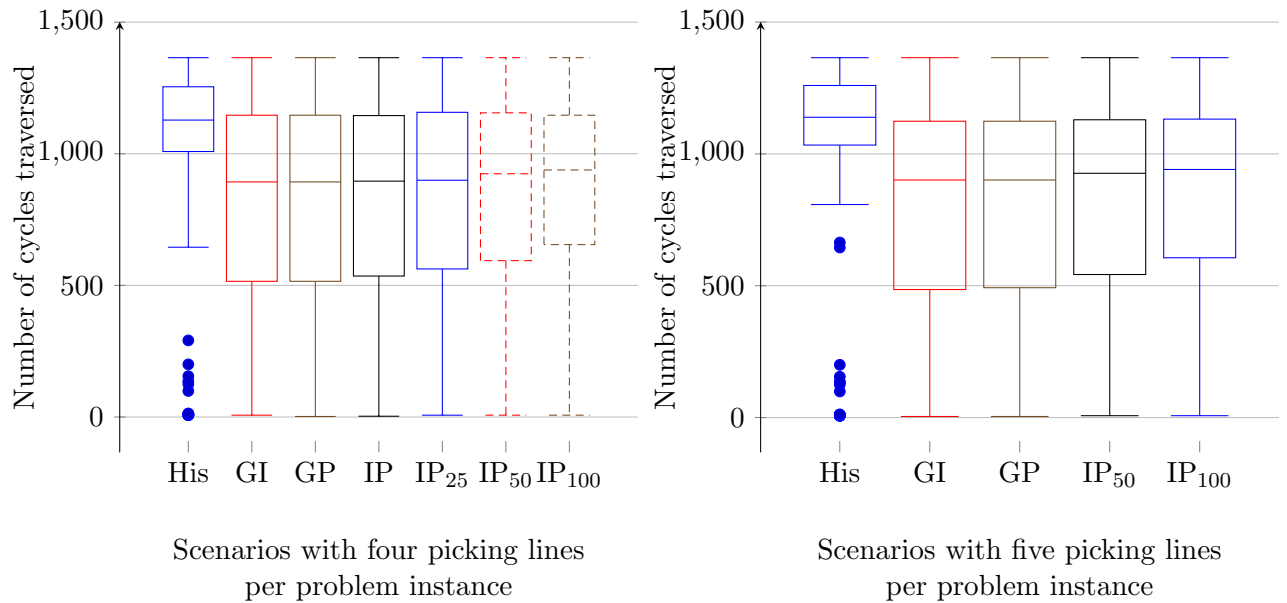 1,500
1,000
500
0
Number of cycles traversed
His GI GP IP IP₂₅ IP₅₀ IP₁₀₀
Scenarios with four picking lines
per problem instance
1,500
1,000
500
0
Number of cycles traversed
His GI GP IP₅₀ IP₁₀₀
Scenarios with five picking lines
per problem instance